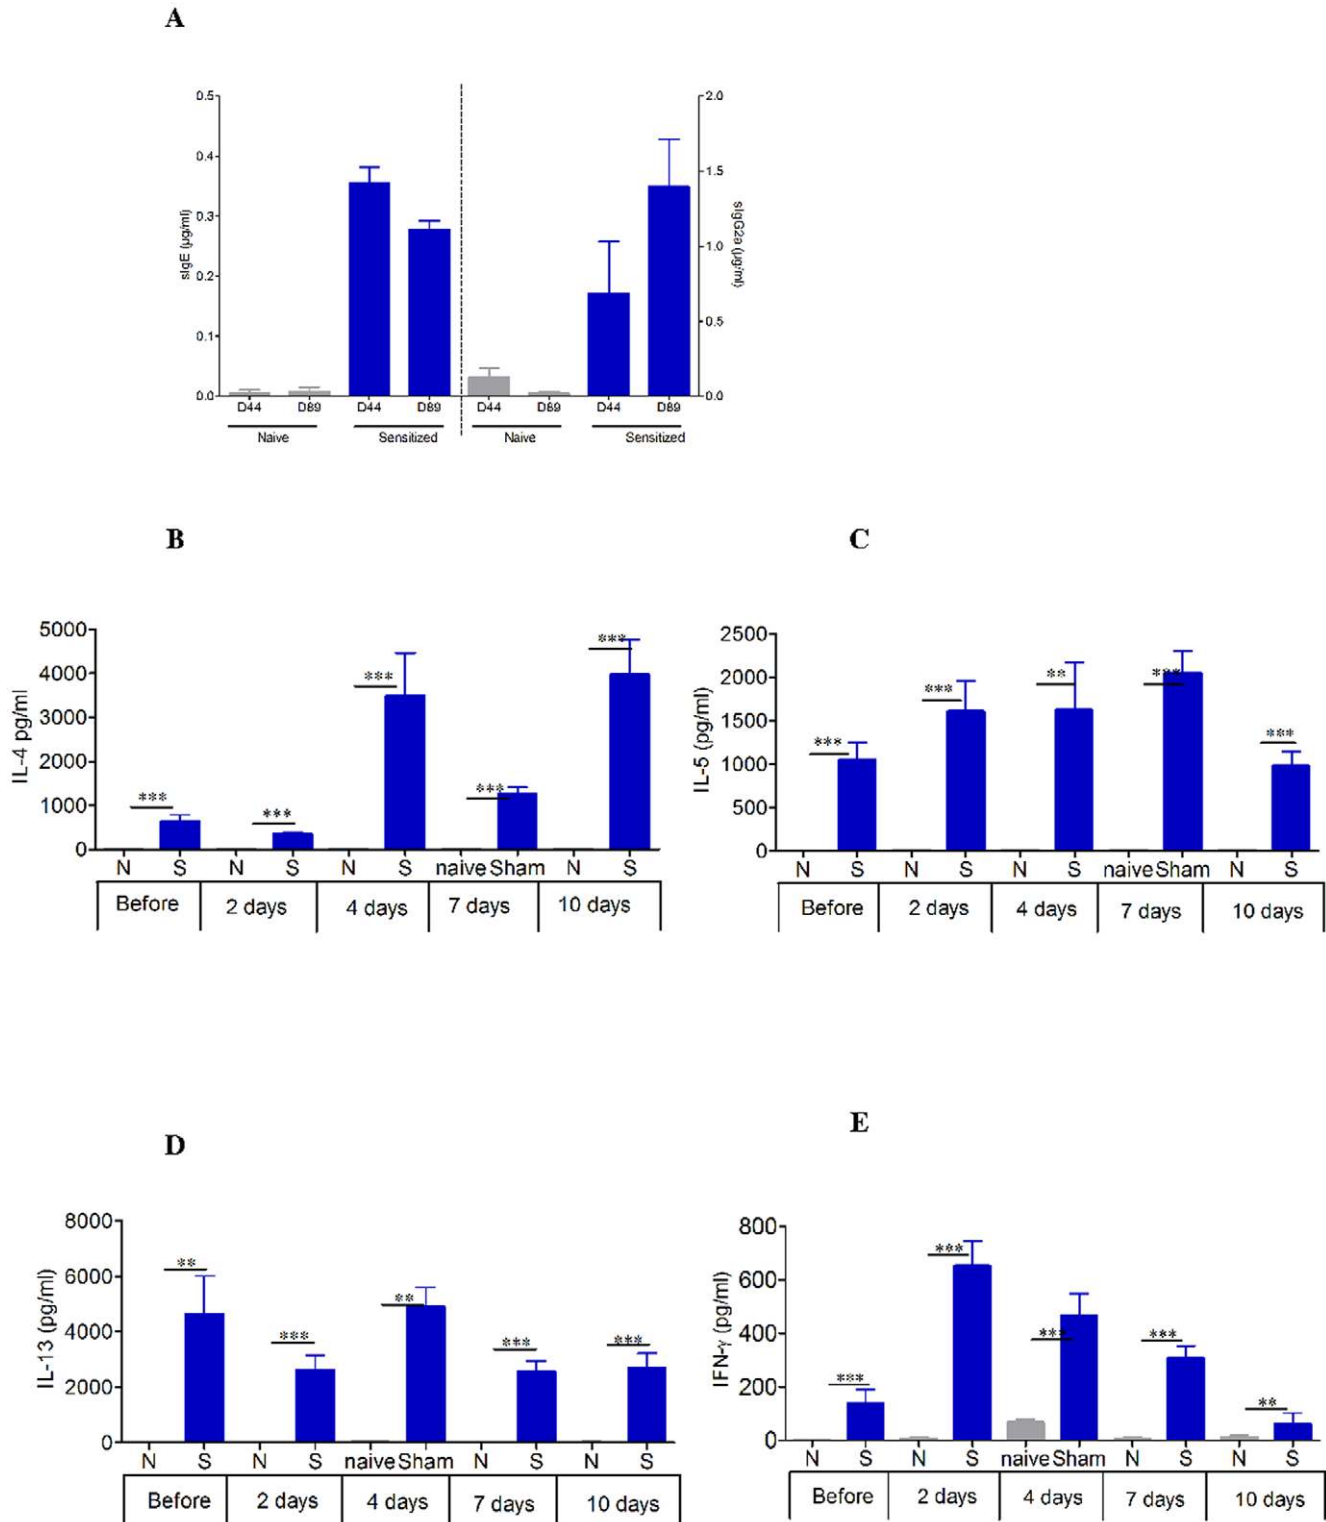 A
0.5
0.4
0.3
0.2
0.1
0.0
sIgE (µg/ml)
2.0
1.5
1.0
0.5
0.0
sIgG2a (µg/ml)
D44 D89 D44 D89 D44 D89 D44 D89
Naive Sensitized Naive Sensitized
B
5000
4000
3000
2000
1000
0
IL-4 pg/ml
*** *** *** *** ***
N S N S N S naive Sham N S
Before 2 days 4 days 7 days 10 days
C
2500
2000
1500
1000
500
0
IL-5 (pg/ml)
*** *** ** *** ***
N S N S N S naive Sham N S
Before 2 days 4 days 7 days 10 days
D
8000
6000
4000
2000
0
IL-13 (pg/ml)
** *** ** *** ***
N S N S naive Sham N S N S
Before 2 days 4 days 7 days 10 days
E
800
600
400
200
0
IFN-γ (pg/ml)
*** *** *** *** **
N S N S naive Sham N S N S
Before 2 days 4 days 7 days 10 days